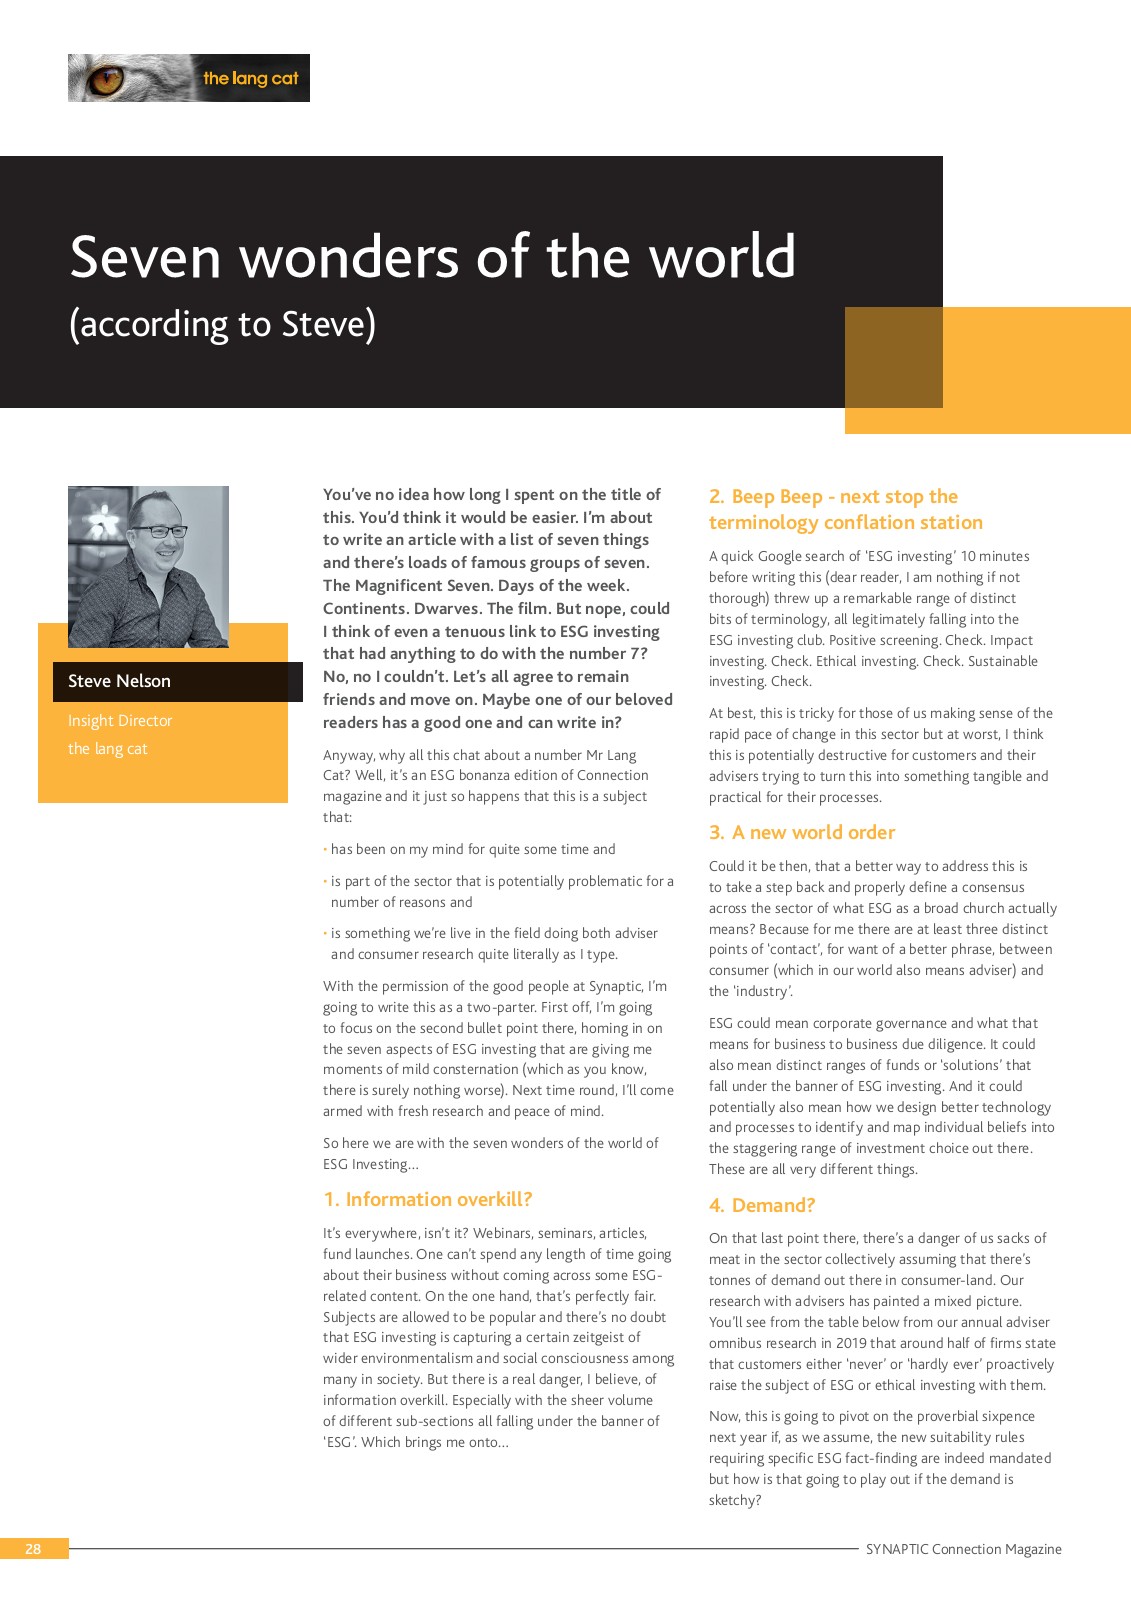 the lang cat
Seven wonders of the world
(according to Steve)
Steve Nelson
Insight Director
the lang cat
You’ve no idea how long I spent on the title of
this. You’d think it would be easier. I’m about
to write an article with a list of seven things
and there’s loads of famous groups of seven.
The Magnificent Seven. Days of the week.
Continents. Dwarves. The film. But nope, could
I think of even a tenuous link to ESG investing
that had anything to do with the number 7?
No, no I couldn’t. Let’s all agree to remain
friends and move on. Maybe one of our beloved
readers has a good one and can write in?
Anyway, why all this chat about a number Mr Lang
Cat? Well, it’s an ESG bonanza edition of Connection
magazine and it just so happens that this is a subject
that:
• has been on my mind for quite some time and
• is part of the sector that is potentially problematic for a
number of reasons and
• is something we’re live in the field doing both adviser
and consumer research quite literally as I type.
With the permission of the good people at Synaptic, I’m
going to write this as a two-parter. First off, I’m going
to focus on the second bullet point there, homing in on
the seven aspects of ESG investing that are giving me
moments of mild consternation (which as you know,
there is surely nothing worse). Next time round, I’ll come
armed with fresh research and peace of mind.
So here we are with the seven wonders of the world of
ESG Investing…
1. Information overkill?
It’s everywhere, isn’t it? Webinars, seminars, articles,
fund launches. One can’t spend any length of time going
about their business without coming across some ESG-
related content. On the one hand, that’s perfectly fair.
Subjects are allowed to be popular and there’s no doubt
that ESG investing is capturing a certain zeitgeist of
wider environmentalism and social consciousness among
many in society. But there is a real danger, I believe, of
information overkill. Especially with the sheer volume
of different sub-sections all falling under the banner of
‘ESG’. Which brings me onto…
2. Beep Beep - next stop the
terminology conflation station
A quick Google search of ‘ESG investing’ 10 minutes
before writing this (dear reader, I am nothing if not
thorough) threw up a remarkable range of distinct
bits of terminology, all legitimately falling into the
ESG investing club. Positive screening. Check. Impact
investing. Check. Ethical investing. Check. Sustainable
investing. Check.
At best, this is tricky for those of us making sense of the
rapid pace of change in this sector but at worst, I think
this is potentially destructive for customers and their
advisers trying to turn this into something tangible and
practical for their processes.
3. A new world order
Could it be then, that a better way to address this is
to take a step back and properly define a consensus
across the sector of what ESG as a broad church actually
means? Because for me there are at least three distinct
points of ‘contact’, for want of a better phrase, between
consumer (which in our world also means adviser) and
the ‘industry’.
ESG could mean corporate governance and what that
means for business to business due diligence. It could
also mean distinct ranges of funds or ‘solutions’ that
fall under the banner of ESG investing. And it could
potentially also mean how we design better technology
and processes to identify and map individual beliefs into
the staggering range of investment choice out there.
These are all very different things.
4. Demand?
On that last point there, there’s a danger of us sacks of
meat in the sector collectively assuming that there’s
tonnes of demand out there in consumer-land. Our
research with advisers has painted a mixed picture.
You’ll see from the table below from our annual adviser
omnibus research in 2019 that around half of firms state
that customers either ‘never’ or ‘hardly ever’ proactively
raise the subject of ESG or ethical investing with them.
Now, this is going to pivot on the proverbial sixpence
next year if, as we assume, the new suitability rules
requiring specific ESG fact-finding are indeed mandated
but how is that going to play out if the demand is
sketchy?
28
SYNAPTIC Connection Magazine